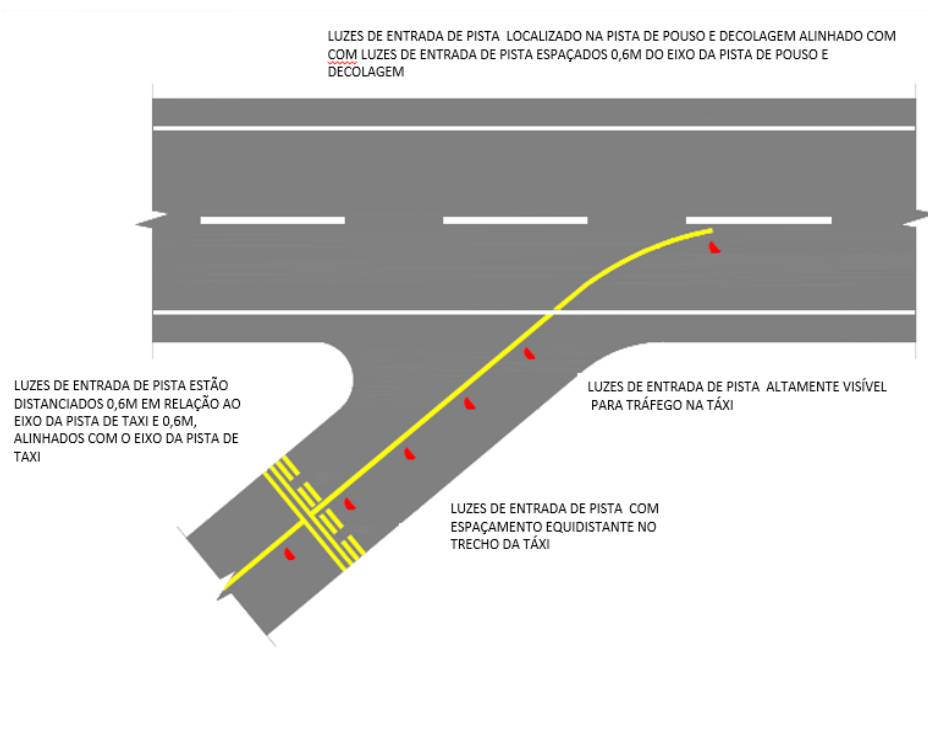 LUZES DE ENTRADA DE PISTA LOCALIZADO NA PISTA DE POUSO E DECOLAGEM ALINHADO COM
COM LUZES DE ENTRADA DE PISTA ESPAÇADOS 0,6M DO EIXO DA PISTA DE POUSO E
DECOLAGEM
LUZES DE ENTRADA DE PISTA ESTÃO
DISTANCIADOS 0,6M EM RELAÇÃO AO
EIXO DA PISTA DE TAXI E 0,6M,
ALINHADOS COM O EIXO DA PISTA DE
TAXI
LUZES DE ENTRADA DE PISTA ALTAMENTE VISÍVEL
PARA TRÁFEGO NA TÁXI
LUZES DE ENTRADA DE PISTA COM
ESPAÇAMENTO EQUIDISTANTE NO
TRECHO DA TÁXI